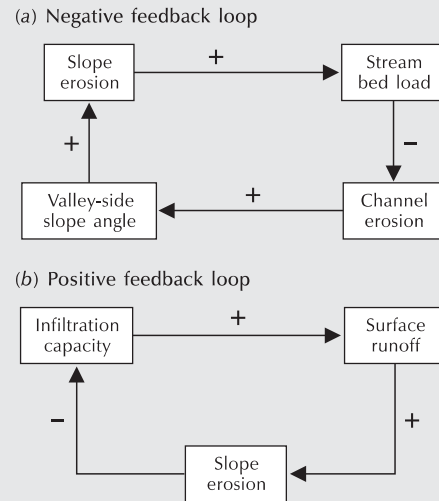 (a) Negative feedback loop
Slope
erosion
+
Stream
bed load
+
–
Valley-side
slope angle
+
Channel
erosion
(b) Positive feedback loop
Infiltration
capacity
+
Surface
runoff
–
+
Slope
erosion